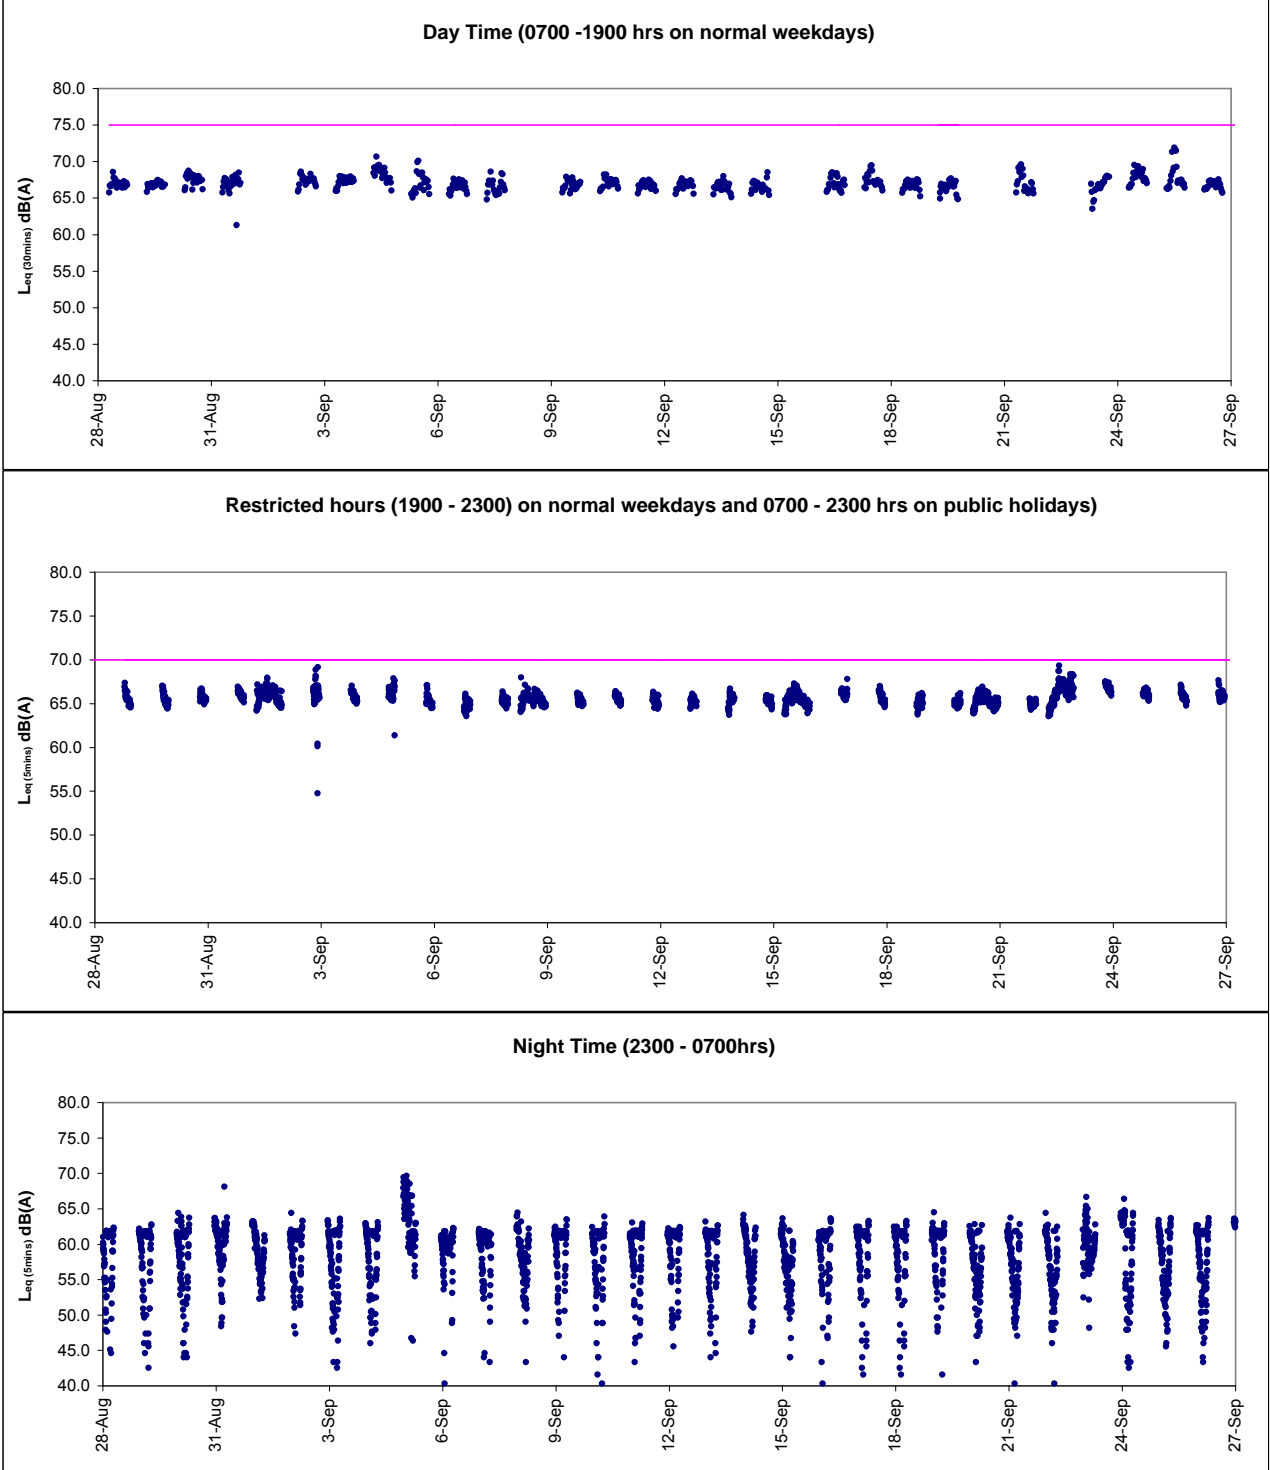 Day Time (0700 -1900 hrs on normal weekdays)
80.0
75.0
70.0
65.0
60.0
55.0
50.0
45.0
40.0
Leq (30mins) dB(A)
28-Aug
31-Aug
3-Sep
6-Sep
9-Sep
12-Sep
15-Sep
18-Sep
21-Sep
24-Sep
27-Sep
Restricted hours (1900 - 2300) on normal weekdays and 0700 - 2300 hrs on public holidays)
80.0
75.0
70.0
65.0
60.0
55.0
50.0
45.0
40.0
Leq (5mins) dB(A)
28-Aug
31-Aug
3-Sep
6-Sep
9-Sep
12-Sep
15-Sep
18-Sep
21-Sep
24-Sep
27-Sep
Night Time (2300 - 0700hrs)
80.0
75.0
70.0
65.0
60.0
55.0
50.0
45.0
40.0
Leq (5mins) dB(A)
28-Aug
31-Aug
3-Sep
6-Sep
9-Sep
12-Sep
15-Sep
18-Sep
21-Sep
24-Sep
27-Sep